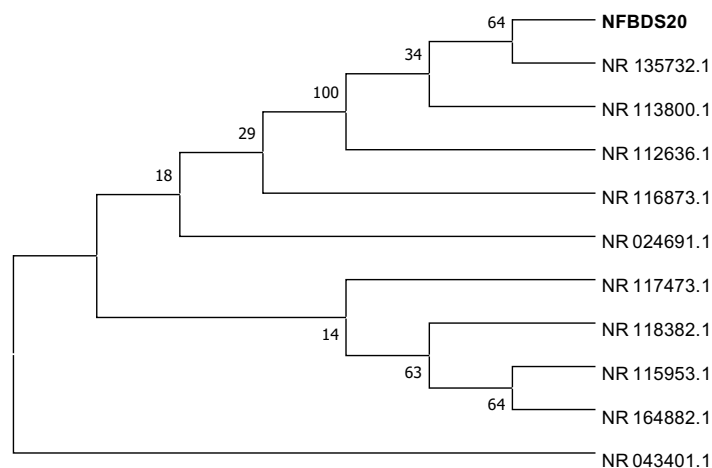 64
NFBDS20
34
NR 135732.1
100
NR 113800.1
29
NR 112636.1
18
NR 116873.1
NR 024691.1
NR 117473.1
14
NR 118382.1
63
NR 115953.1
64
NR 164882.1
NR 043401.1